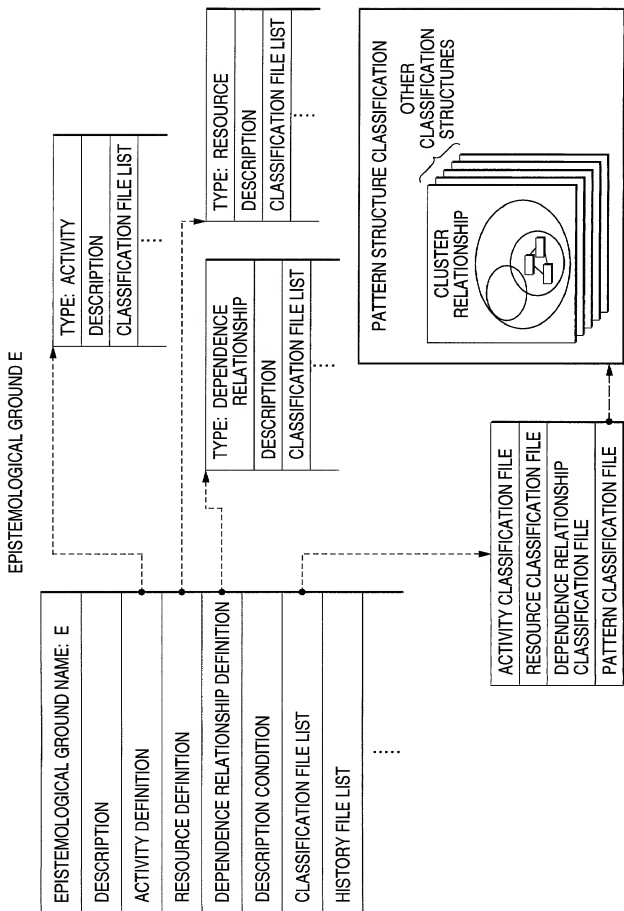 EPISTEMOLOGICAL GROUND E
EPISTEMOLOGICAL GROUND NAME: E
DESCRIPTION
ACTIVITY DEFINITION
RESOURCE DEFINITION
DEPENDENCE RELATIONSHIP DEFINITION
DESCRIPTION CONDITION
CLASSIFICATION FILE LIST
HISTORY FILE LIST
.....
TYPE: ACTIVITY
DESCRIPTION
CLASSIFICATION FILE LIST
....
TYPE: RESOURCE
DESCRIPTION
CLASSIFICATION FILE LIST
.....
TYPE: DEPENDENCE
RELATIONSHIP
DESCRIPTION
CLASSIFICATION FILE LIST
.....
ACTIVITY CLASSIFICATION FILE
RESOURCE CLASSIFICATION FILE
DEPENDENCE RELATIONSHIP
CLASSIFICATION FILE
PATTERN CLASSIFICATION FILE
PATTERN STRUCTURE CLASSIFICATION
OTHER
CLASSIFICATION
STRUCTURES
CLUSTER
RELATIONSHIP